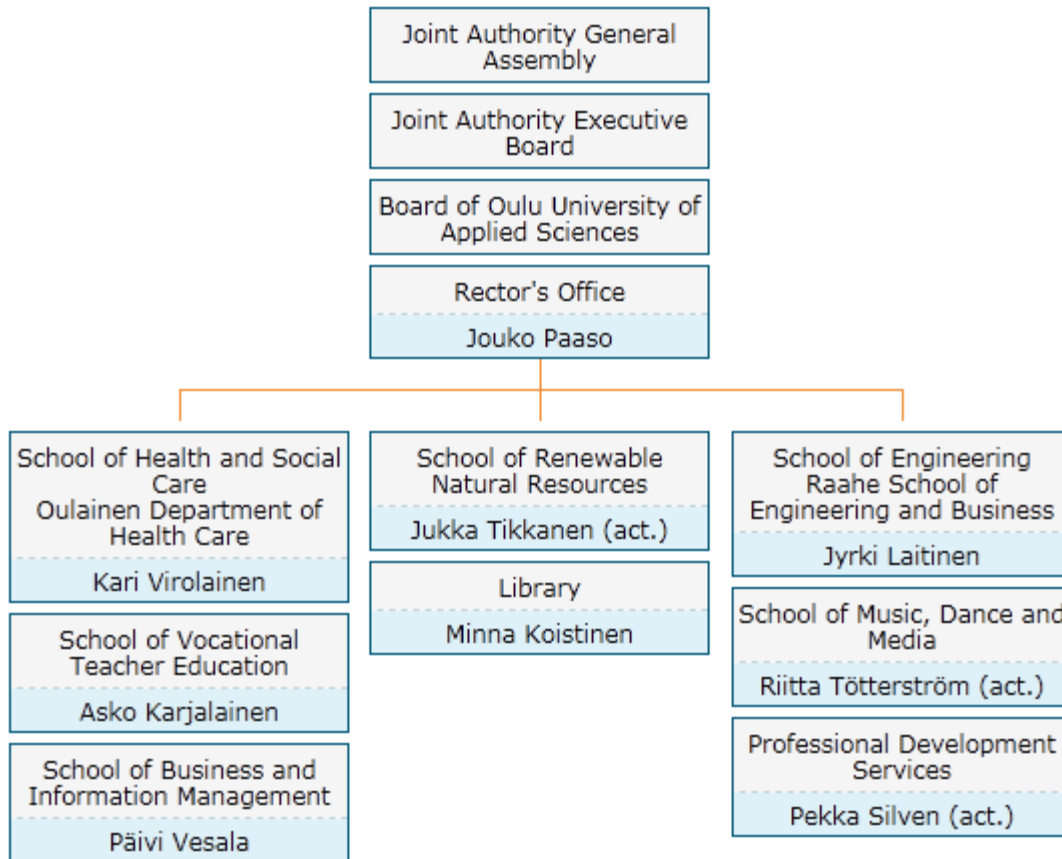 Joint Authority General
Assembly
Joint Authority Executive
Board
Board of Oulu University of
Applied Sciences
Rector's Office
Jouko Paaso
School of Health and Social
Care
Oulainen Department of
Health Care
Kari Virolainen
School of Vocational
Teacher Education
Asko Karjalainen
School of Business and
Information Management
Päivi Vesala
School of Renewable
Natural Resources
Jukka Tikkanen (act.)
Library
Minna Koistinen
School of Engineering
Raahe School of
Engineering and Business
Jyrki Laitinen
School of Music, Dance and
Media
Riitta Tötterström (act.)
Professional Development
Services
Pekka Silven (act.)